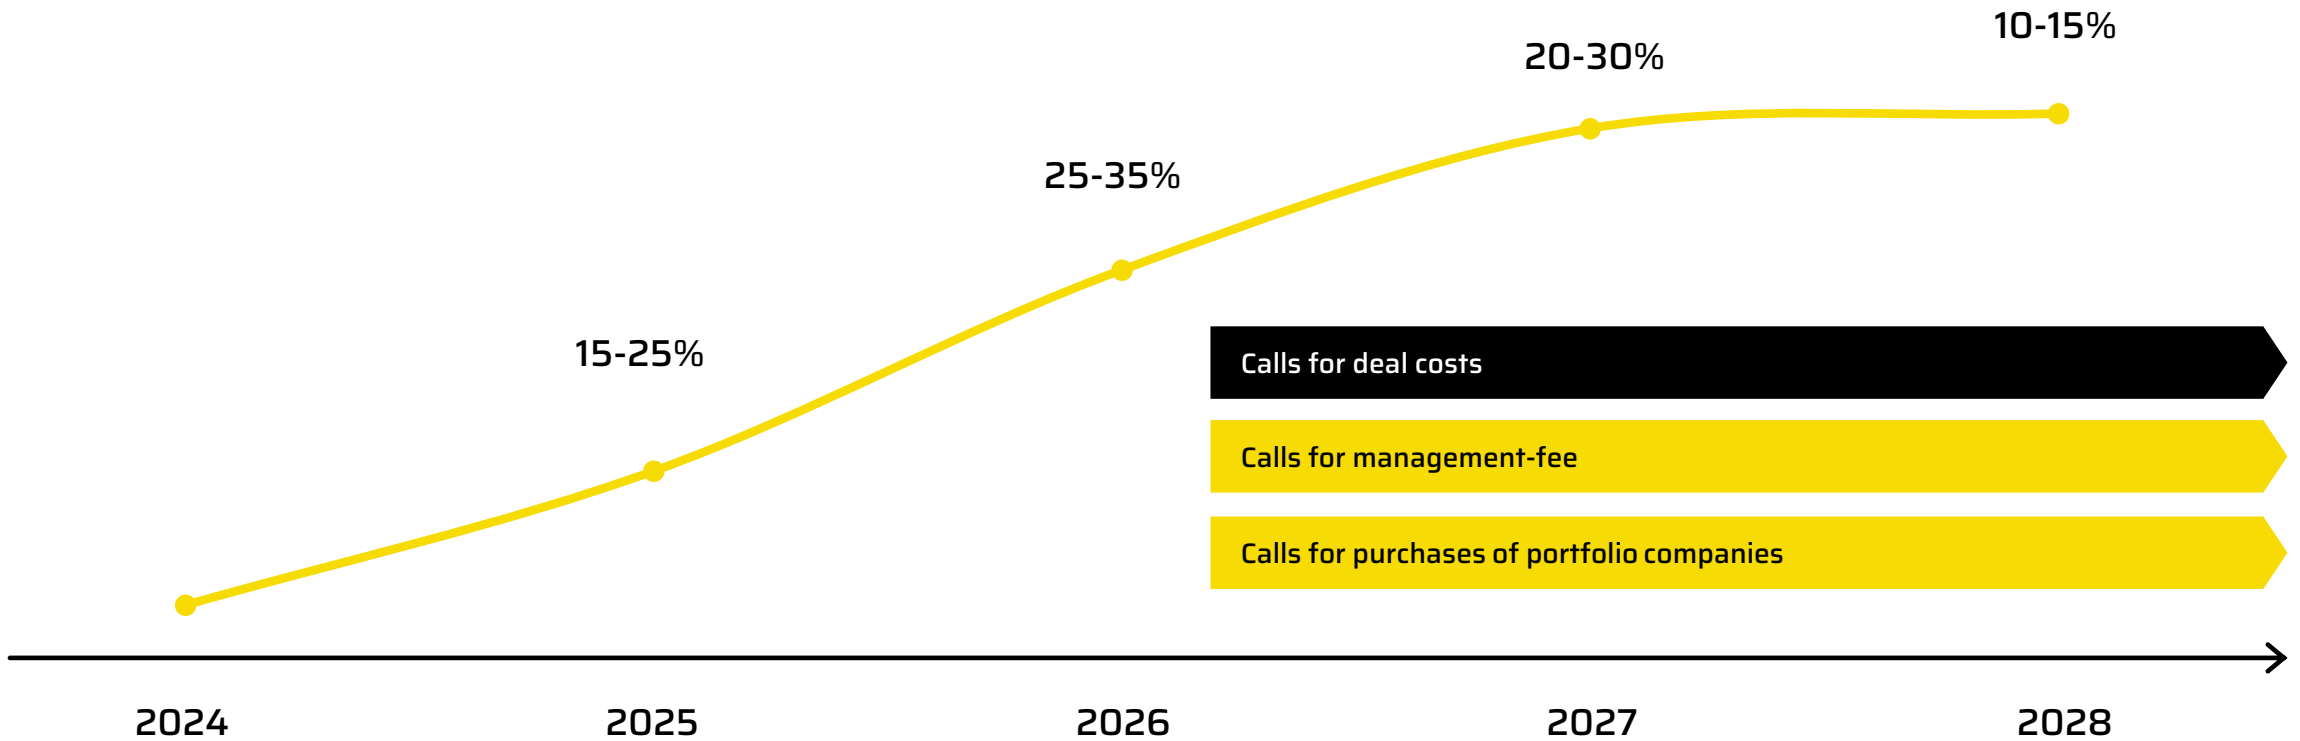 10-15%
20-30%
25-35%
15-25%
Calls for deal costs
Calls for management-fee
Calls for purchases of portfolio companies
2024 2025 2026 2027 2028